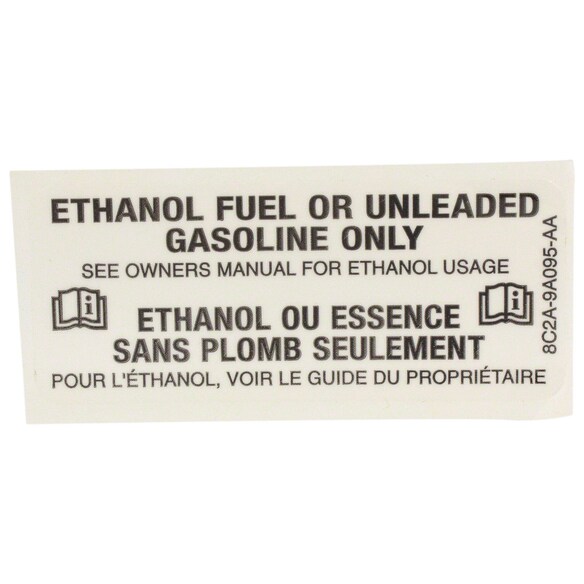 ETHANOL FUEL OR UNLEADED
GASOLINE ONLY
SEE OWNERS MANUAL FOR ETHANOL USAGE
ETHANOL OU ESSENCE
SANS PLOMB SEULEMENT
POUR L'ÉTHANOL, VOIR LE GUIDE DU PROPRIÉTAIRE
8C2A-9A095-AA